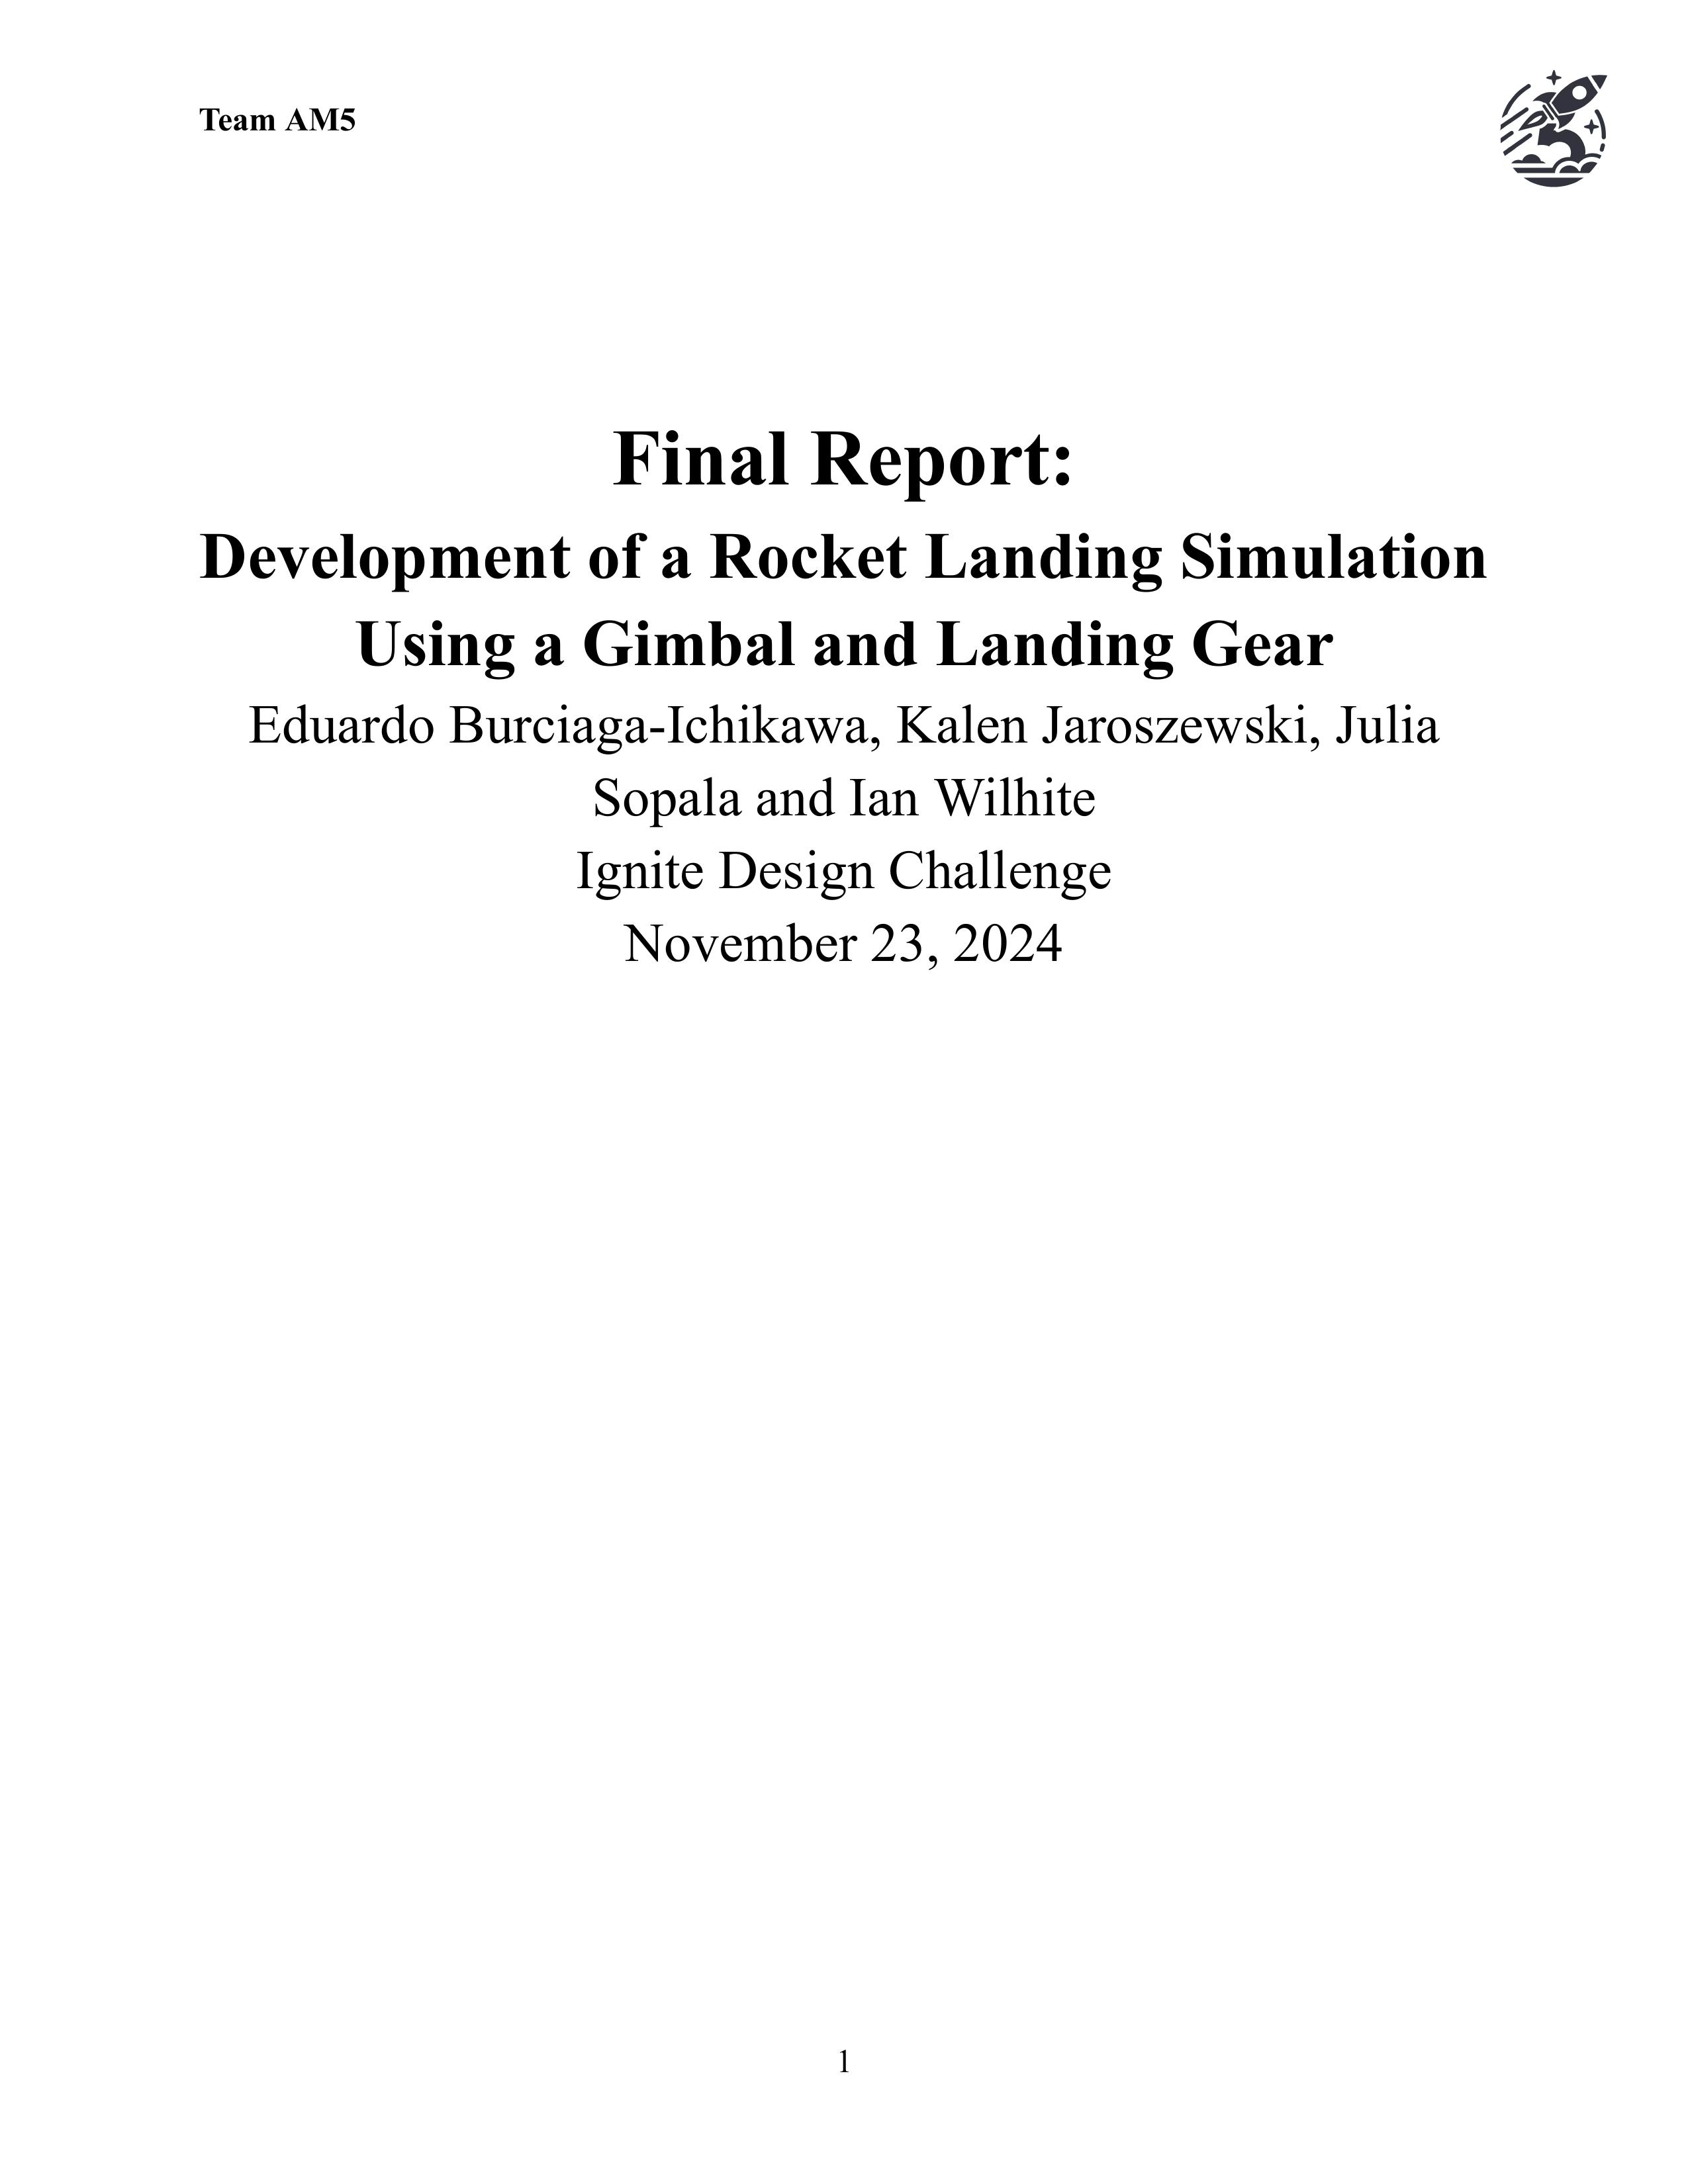 Team AM5
Final Report:
Development of a Rocket Landing Simulation
Using a Gimbal and Landing Gear
Eduardo Burciaga-Ichikawa, Kalen Jaroszewski, Julia
Sopala and Ian Wilhite
Ignite Design Challenge
November 23, 2024
1